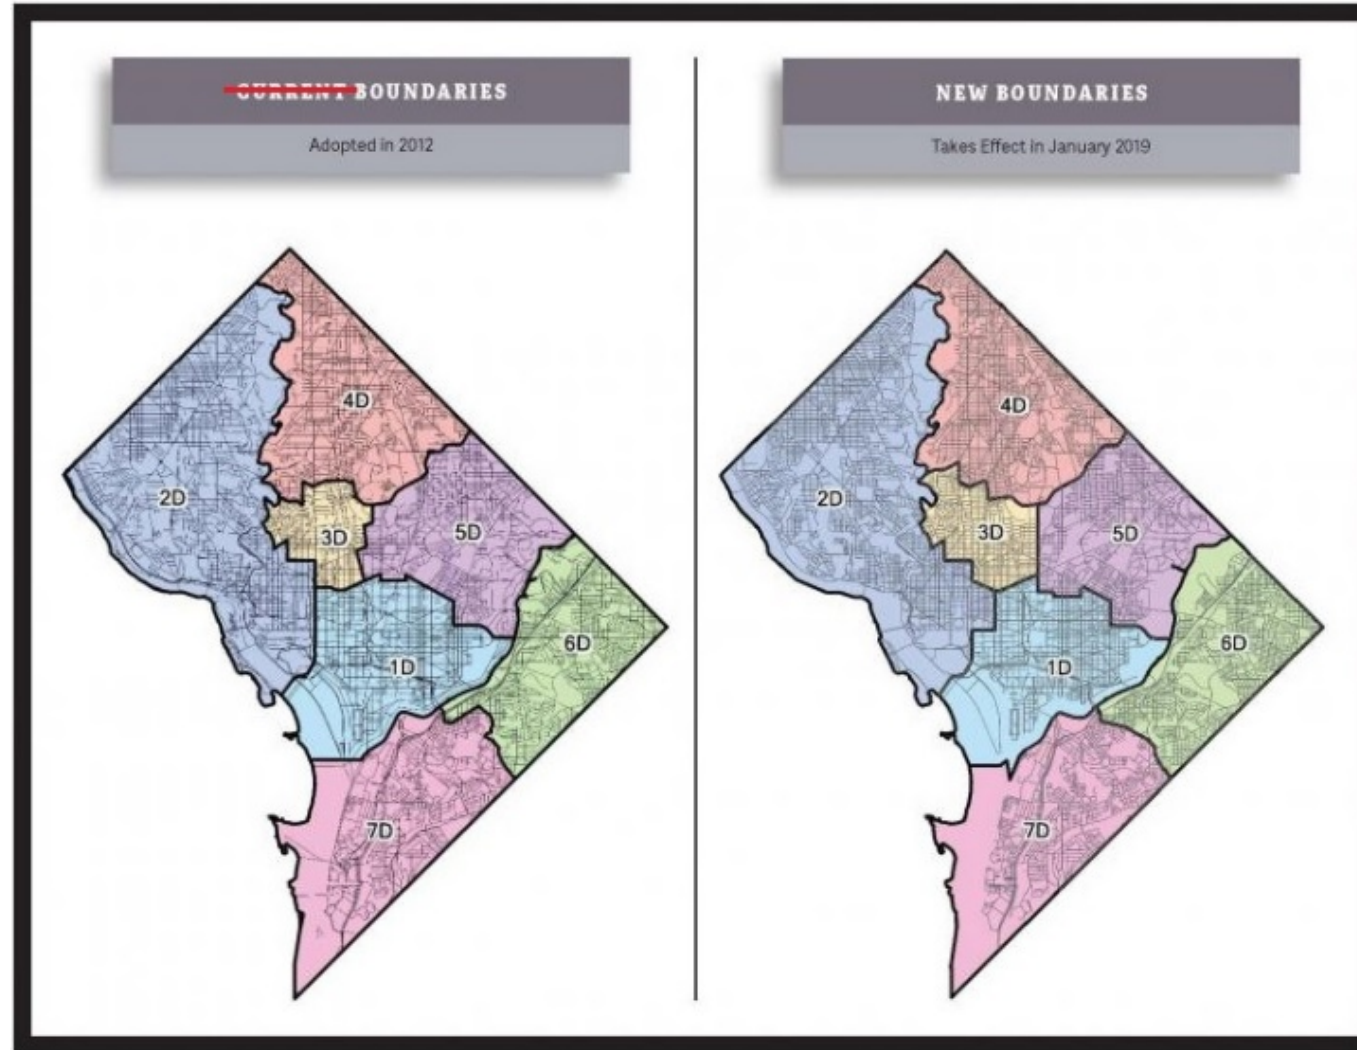 CURRENT BOUNDARIES
Adopted in 2012
4D
2D
3D
5D
6D
1D
7D
NEW BOUNDARIES
Takes Effect in January 2019
4D
2D
3D
5D
6D
1D
7D